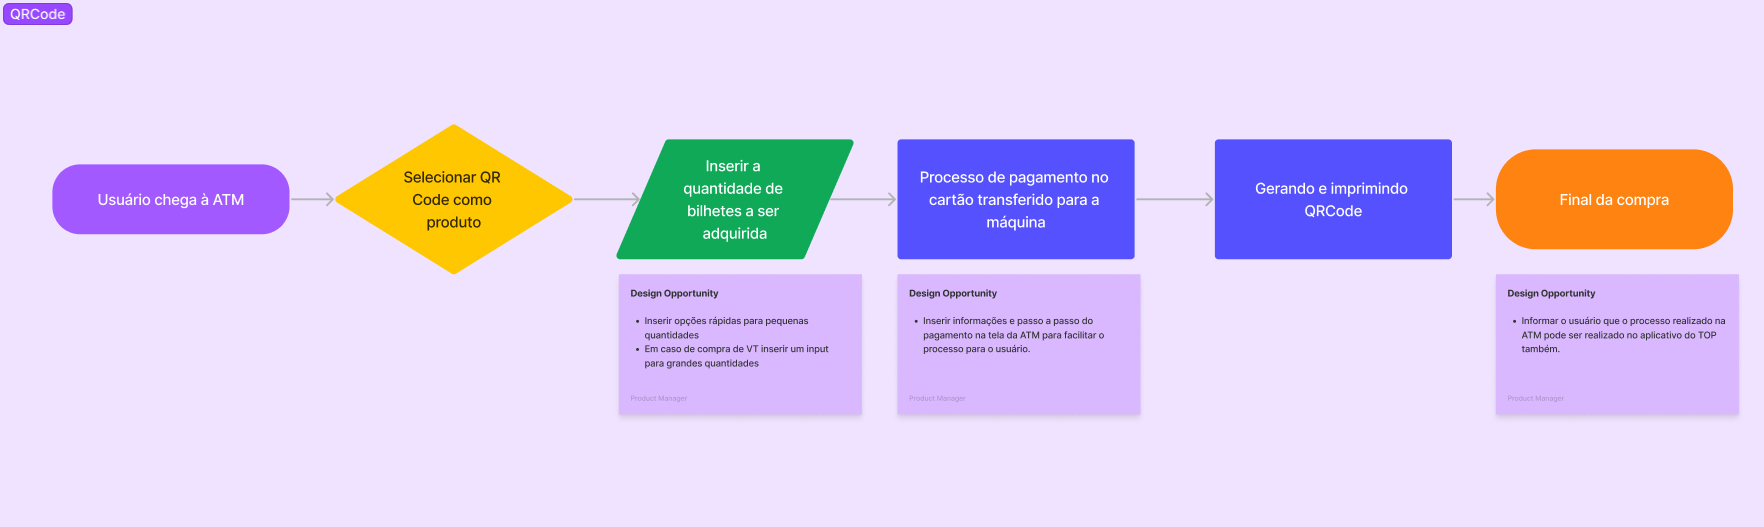 QRCode
Usuário chega à ATM
Selecionar QR
Code como
produto
Inserir a
quantidade de
bilhetes a ser
adquirida
Processo de pagamento no
cartão transferido para a
máquina
Gerando e imprimindo
QRCode
Final da compra
Design Opportunity
• Inserir opções rápidas para pequenas
quantidades
• Em caso de compra de VT inserir um input
para grandes quantidades
Product Manager
Design Opportunity
• Inserir informações e passo a passo do
pagamento na tela da ATM para facilitar o
processo para o usuário.
Product Manager
Design Opportunity
• Informar o usuário que o processo realizado na
ATM pode ser realizado no aplicativo do TOP
também.
Product Manager